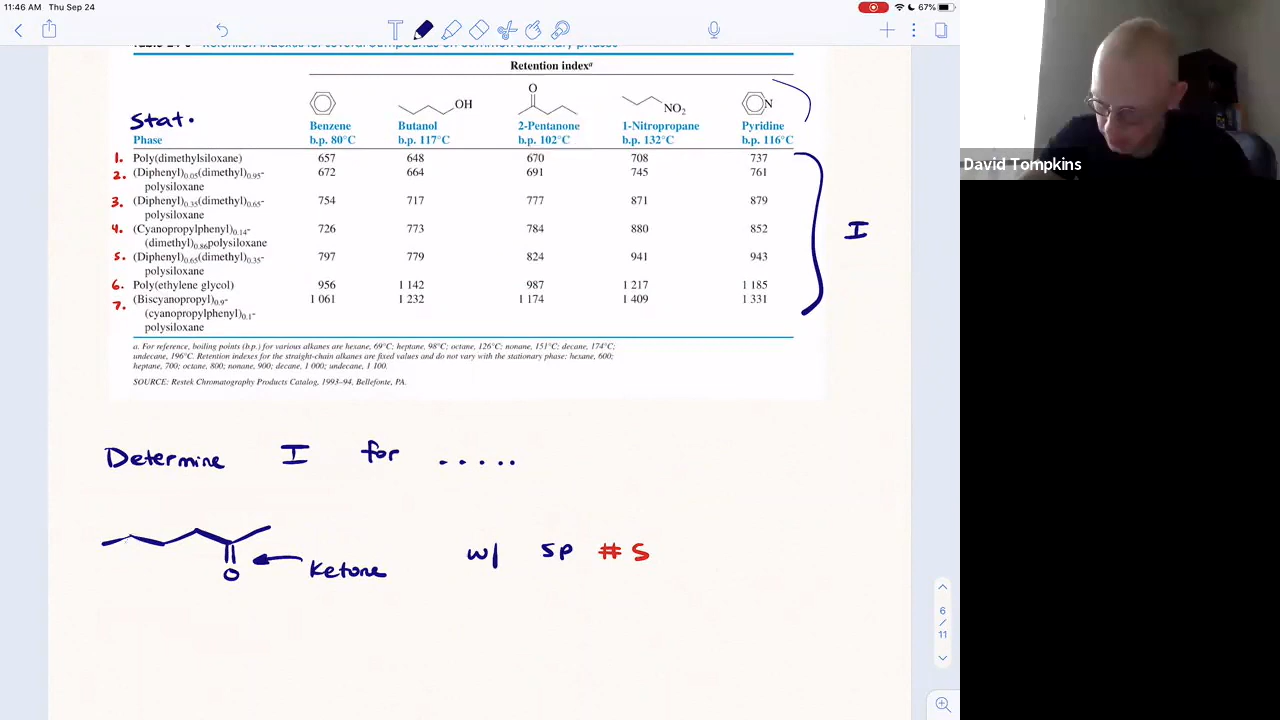 11:46 AM Thu Sep 24
67%
Retention indexᵃ
OH
O
NO₂
N
Stat.
Phase
Benzene b.p. 80°C
Butanol b.p. 117°C
2-Pentanone b.p. 102°C
1-Nitropropane b.p. 132°C
Pyridine b.p. 116°C
David Tompkins
1. Poly(dimethylsiloxane) 657 648 670 708 737
2. (Diphenyl)₀.₀₅(dimethyl)₀.₉₅- 672 664 691 745 761
polysiloxane
3. (Diphenyl)₀.₃₅(dimethyl)₀.₆₅- 754 717 777 871 879
polysiloxane
4. (Cyanopropylphenyl)₀.₁₄- 726 773 784 880 852
(dimethyl)₀.₈₆polysiloxane
I
5. (Diphenyl)₀.₆₅(dimethyl)₀.₃₅- 797 779 824 941 943
polysiloxane
6. Poly(ethylene glycol) 956 1 142 987 1 217 1 185
7. (Biscyanopropyl)₀.₉- 1 061 1 232 1 174 1 409 1 331
(cyanopropylphenyl)₀.₁-
polysiloxane
a. For reference, boiling points (b.p.) for various alkanes are hexane, 69°C; heptane, 98°C; octane, 126°C; nonane, 151°C; decane, 174°C;
undecane, 196°C. Retention indexes for the straight-chain alkanes are fixed values and do not vary with the stationary phase: hexane, 600;
heptane, 700; octane, 800; nonane, 900; decane, 1 000; undecane, 1 100.
SOURCE: Restek Chromatography Products Catalog, 1993–94, Bellefonte, PA.
Determine I for .....
O
Ketone
w/ SP #5
6
/
11